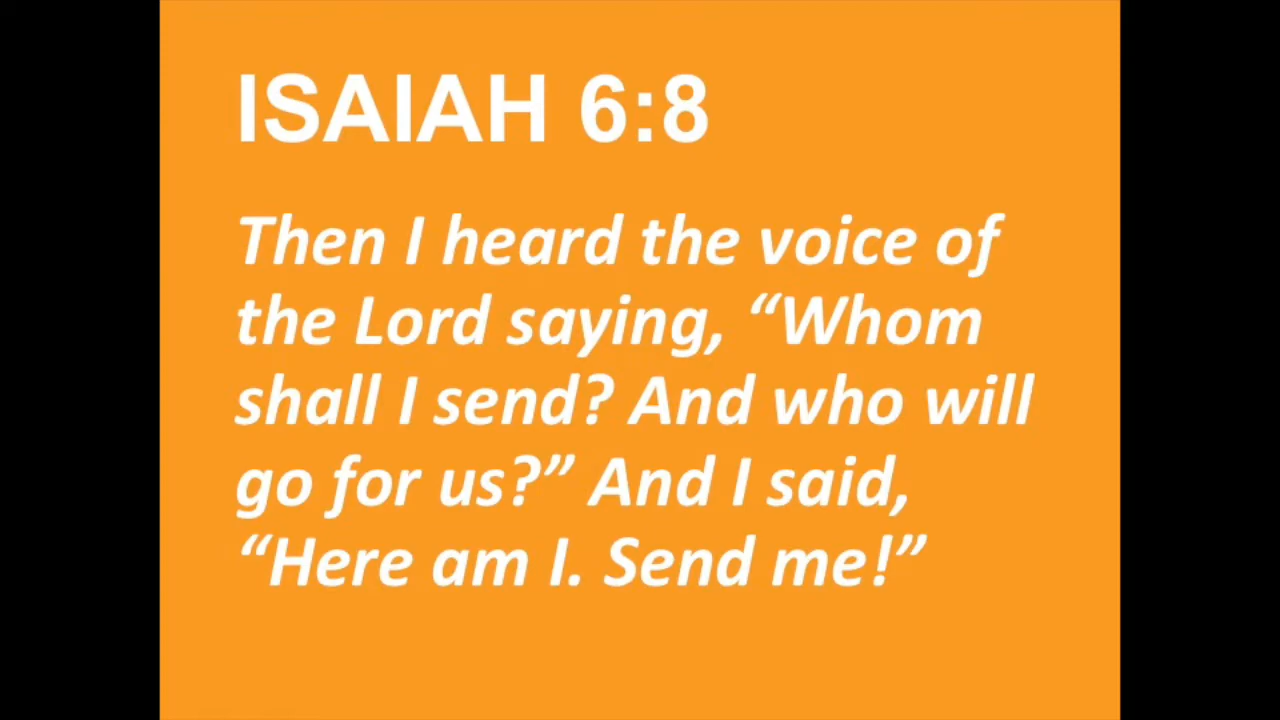 ISAIAH 6:8
Then I heard the voice of
the Lord saying, “Whom
shall I send? And who will
go for us?” And I said,
“Here am I. Send me!”